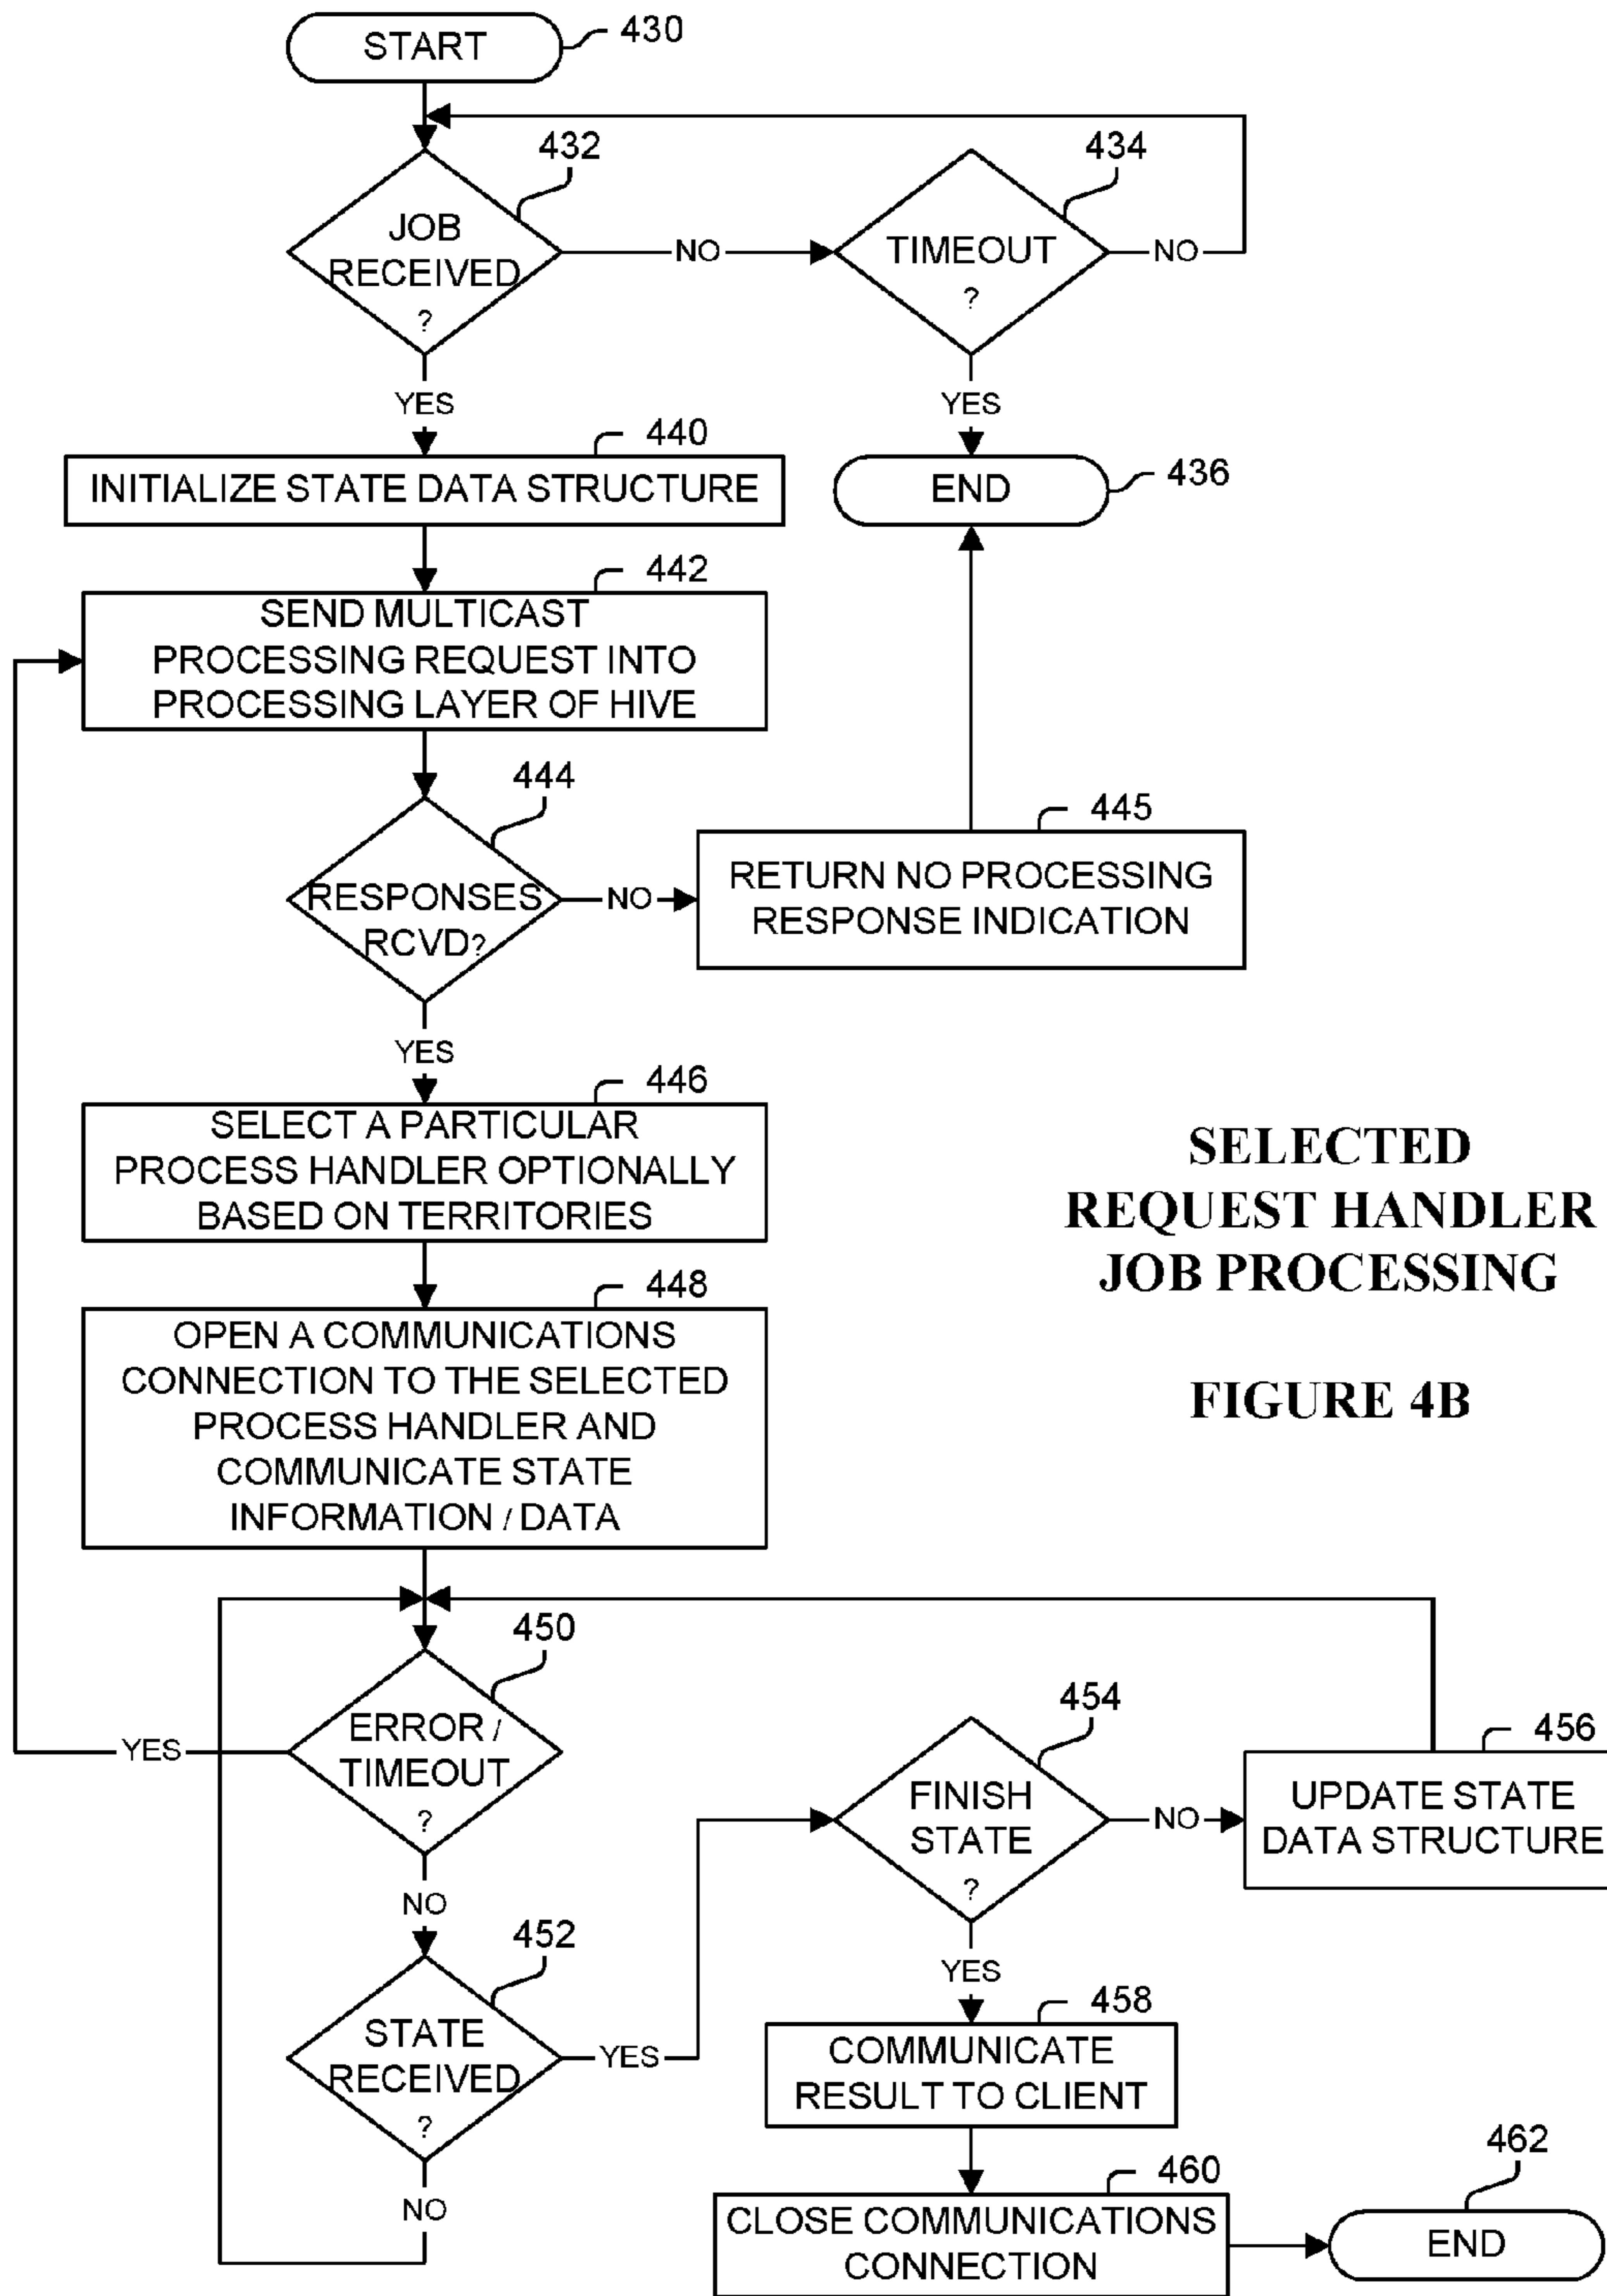 START
430
432
434
JOB
RECEIVED
?
NO
TIMEOUT
?
NO
YES
YES
440
INITIALIZE STATE DATA STRUCTURE
END
436
442
SEND MULTICAST
PROCESSING REQUEST INTO
PROCESSING LAYER OF HIVE
444
RESPONSES
RCVD?
NO
445
RETURN NO PROCESSING
RESPONSE INDICATION
YES
446
SELECT A PARTICULAR
PROCESS HANDLER OPTIONALLY
BASED ON TERRITORIES
448
OPEN A COMMUNICATIONS
CONNECTION TO THE SELECTED
PROCESS HANDLER AND
COMMUNICATE STATE
INFORMATION / DATA
SELECTED
REQUEST HANDLER
JOB PROCESSING
FIGURE 4B
450
ERROR /
TIMEOUT
?
YES
NO
452
STATE
RECEIVED
?
YES
NO
454
FINISH
STATE
?
NO
456
UPDATE STATE
DATA STRUCTURE
YES
458
COMMUNICATE
RESULT TO CLIENT
460
CLOSE COMMUNICATIONS
CONNECTION
462
END